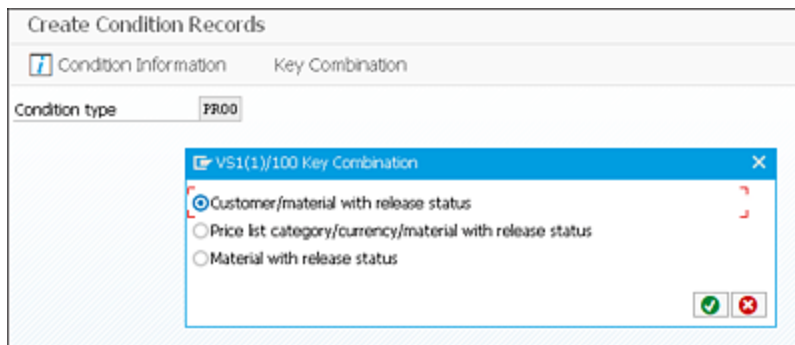 Create Condition Records
i Condition Information Key Combination
Condition type PR00
VS1(1)/100 Key Combination
Customer/material with release status
Price list category/currency/material with release status
Material with release status